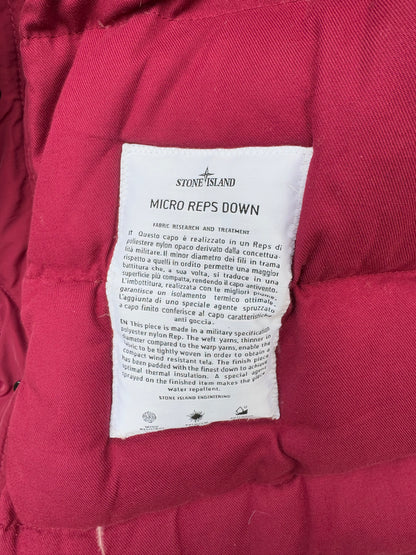 STONE ISLAND
MICRO REPS DOWN
FABRIC RESEARCH AND TREATMENT
IT Questo capo è realizzato in un Reps di
poliestere nylon opaco derivato dalla concettua-
lità militare. Il minor diametro dei fili in trama
rispetto a quelli in ordito permette una maggior
battitura che, a sua volta, si traduce in una
superficie più compatta, rendendo il capo antivento.
L'imbottitura, realizzata con le migliori piume,
garantisce un isolamento termico ottimale.
L'aggiunta di uno speciale agente spruzzato
a capo finito conferisce al capo caratteristiche
anti goccia.
EN This piece is made in a military specification
polyester nylon Rep. The weft yarns, thinner in
diameter compared to the warp yarns, enable the
fabric to be tightly woven in order to obtain a
compact wind resistant tela. The finish piece
has been padded with the finest down to achieve
optimal thermal insulation. A special agent
sprayed on the finished item makes the piece
water repellent.
STONE ISLAND ENGINEERING